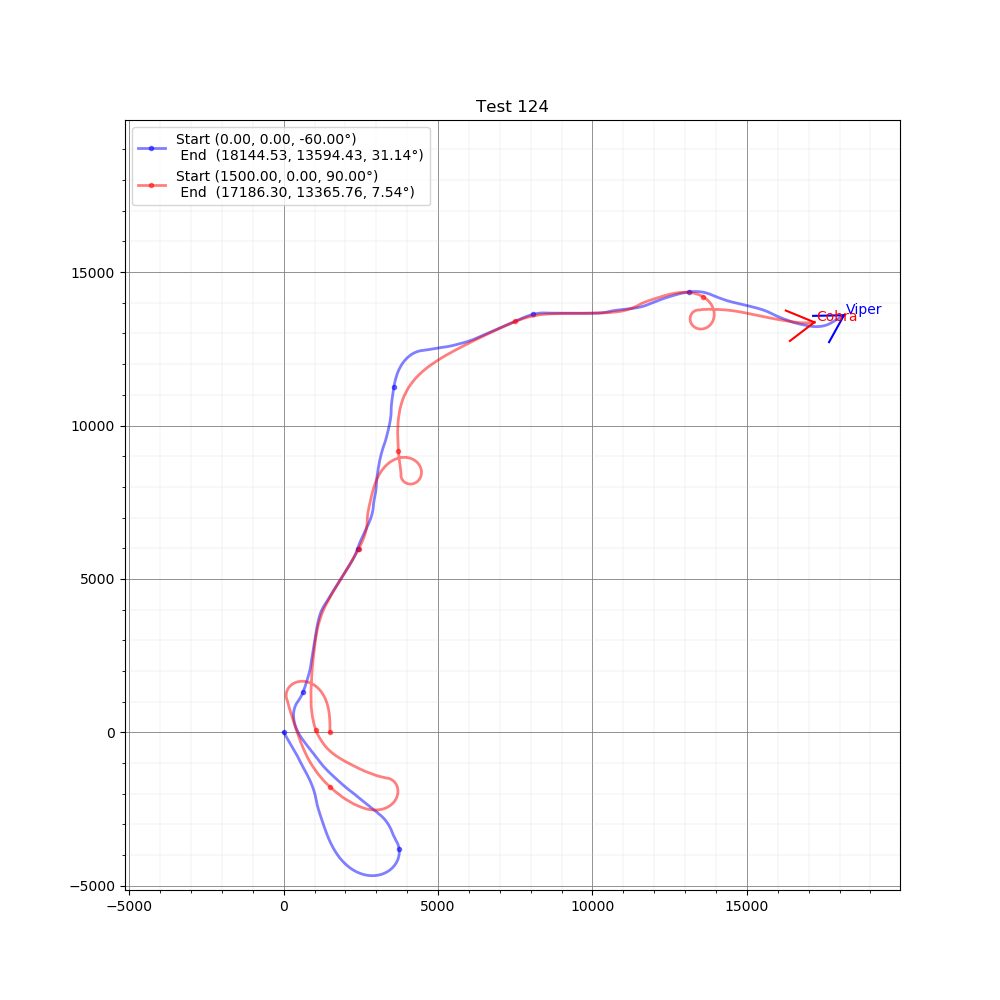 Test 124
Start (0.00, 0.00, -60.00°)
End  (18144.53, 13594.43, 31.14°)
Start (1500.00, 0.00, 90.00°)
End  (17186.30, 13365.76, 7.54°)
15000
10000
5000
0
−5000
Viper
Cobra
−5000
0
5000
10000
15000